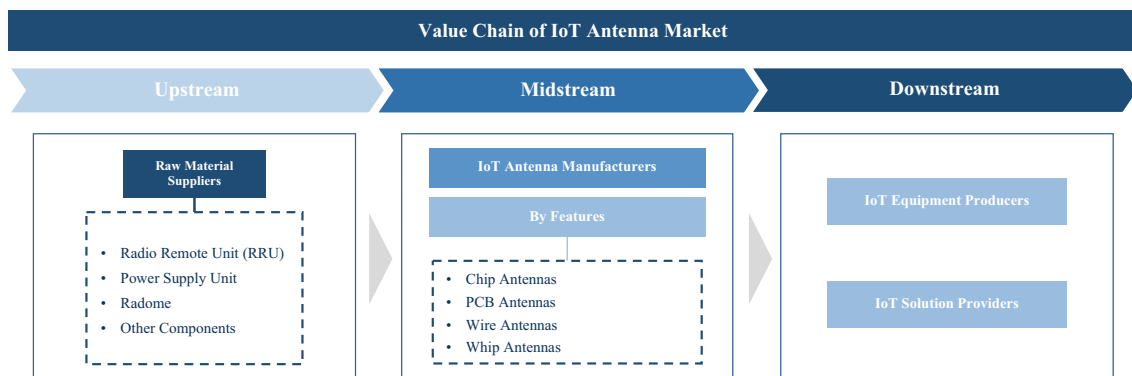 Value Chain of IoT Antenna Market
Upstream
Midstream
Downstream
Raw Material
Suppliers
• Radio Remote Unit (RRU)
• Power Supply Unit
• Radome
• Other Components
IoT Antenna Manufacturers
By Features
• Chip Antennas
• PCB Antennas
• Wire Antennas
• Whip Antennas
IoT Equipment Producers
IoT Solution Providers